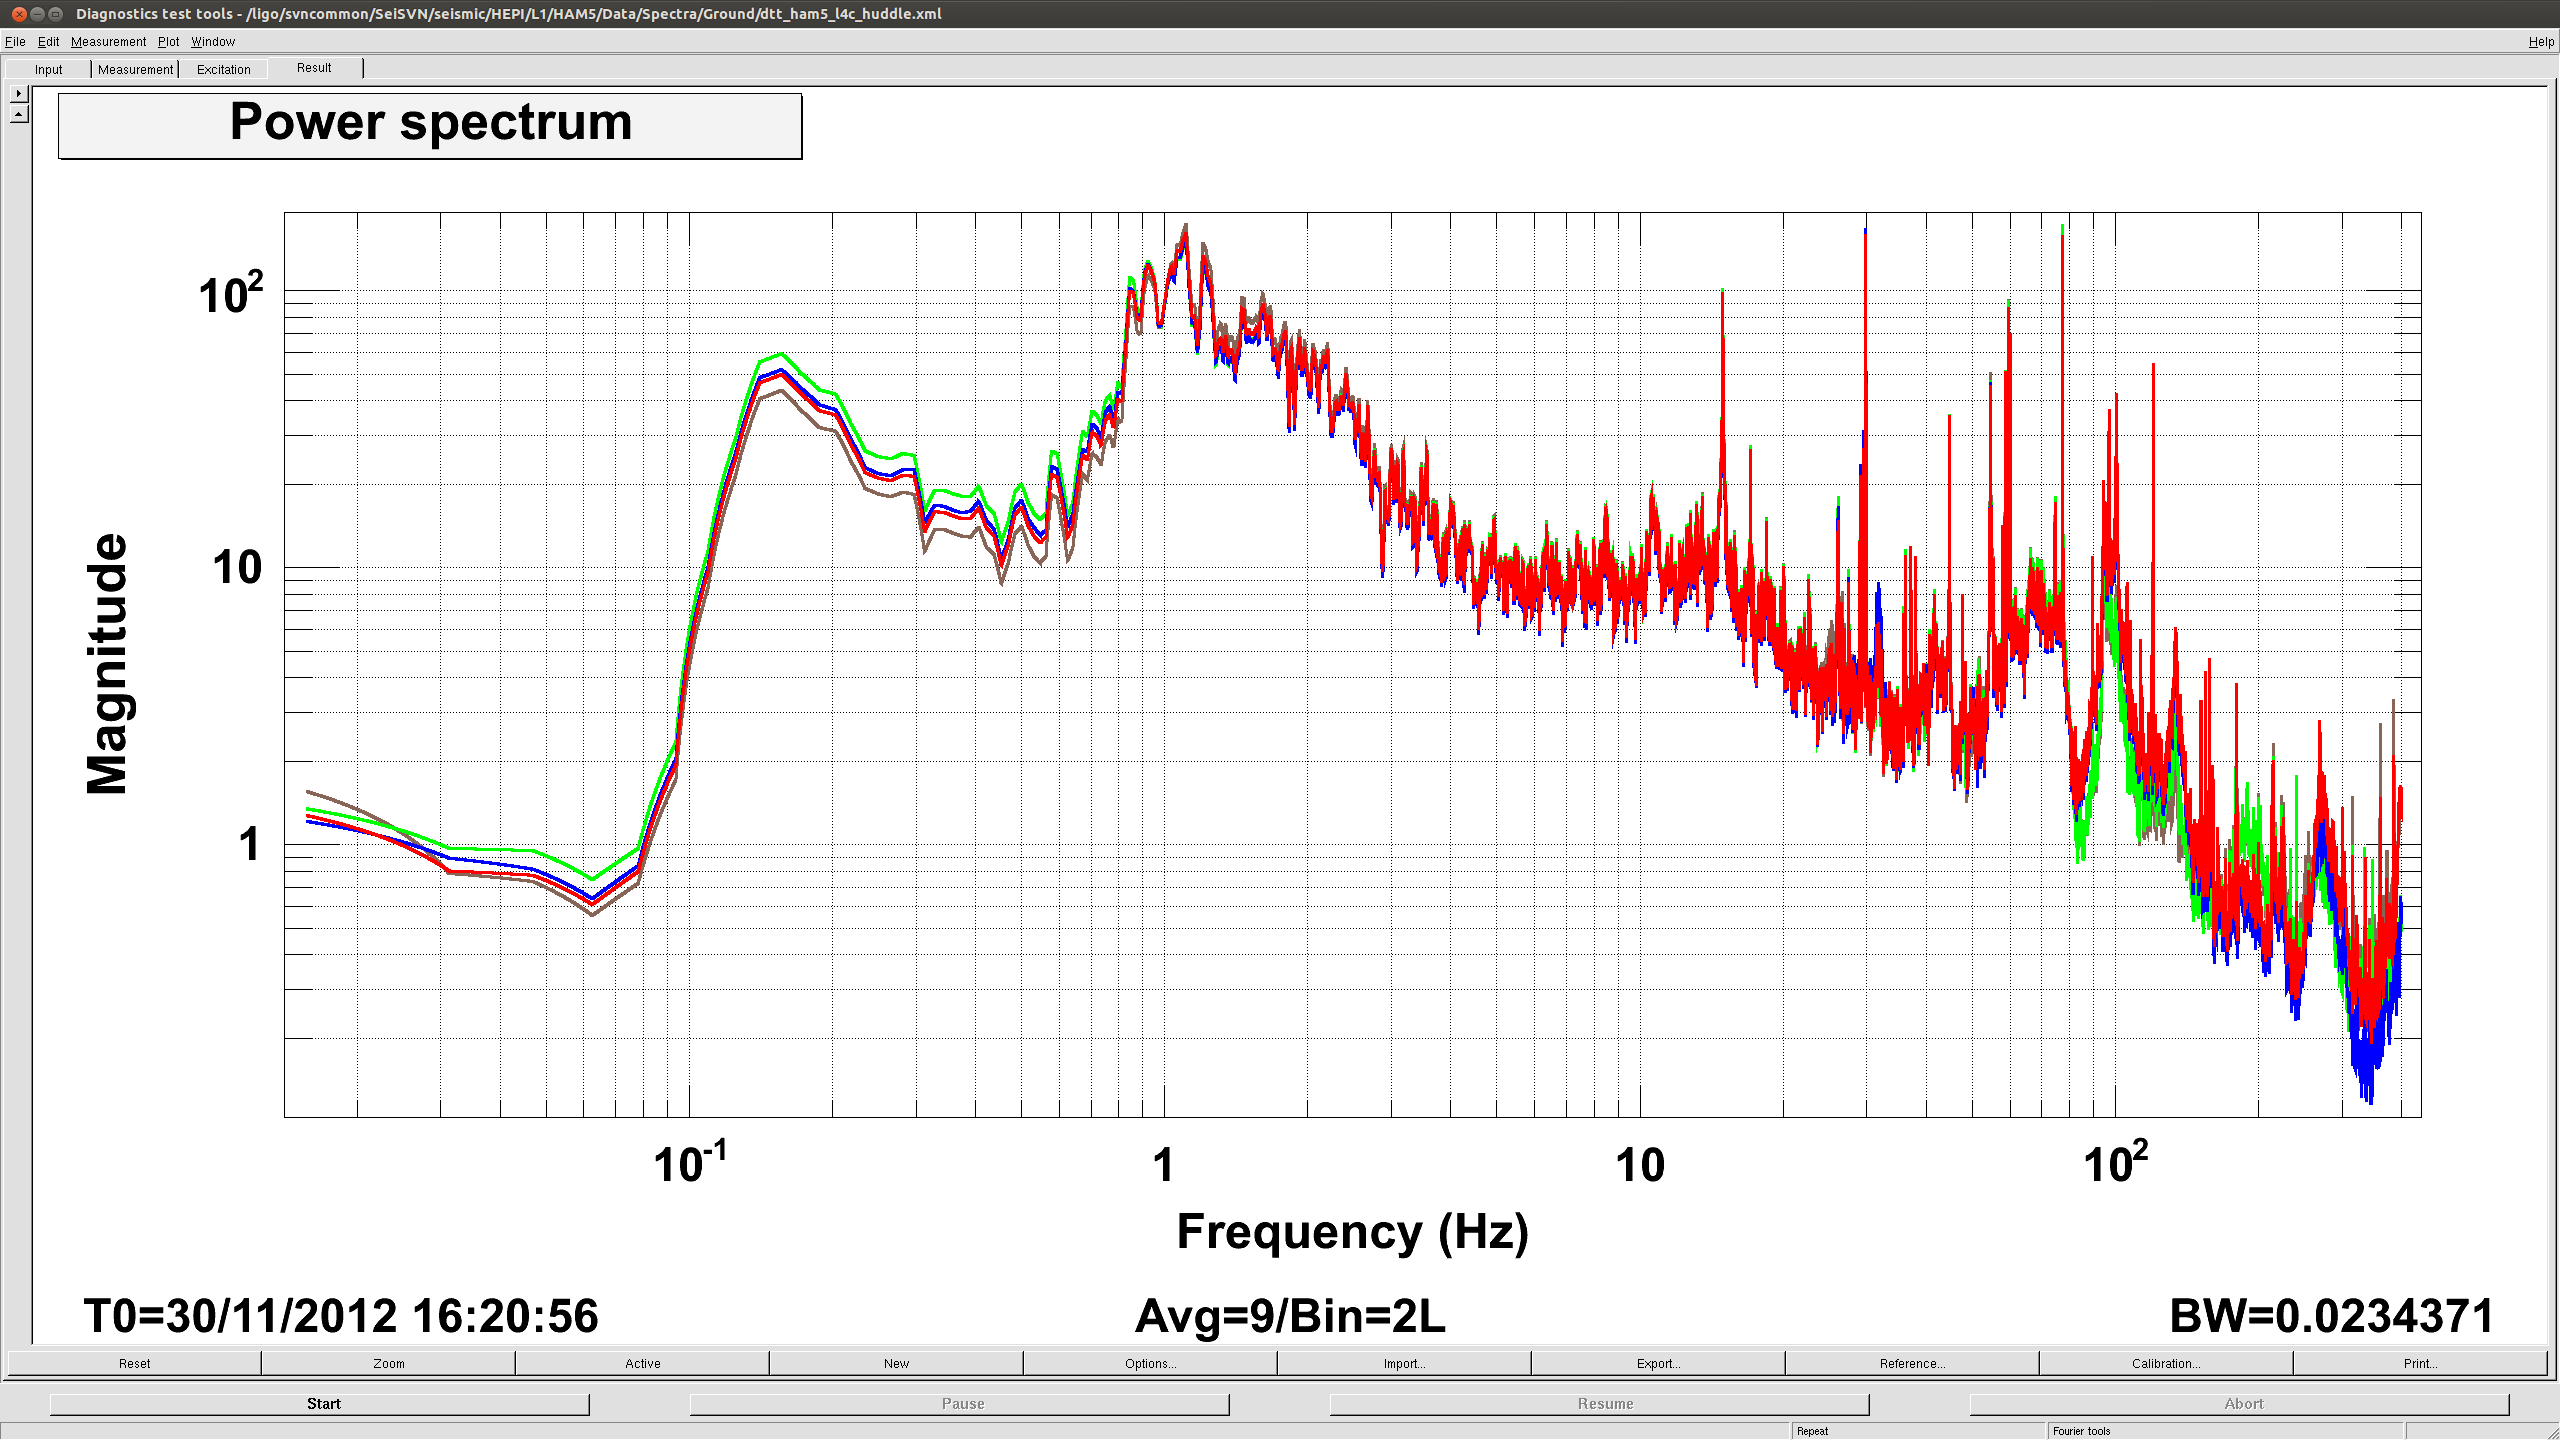 Diagnostics test tools - /ligo/svncommon/SeiSVN/seismic/HEPI/L1/HAM5/Data/Spectra/Ground/dtt_ham5_l4c_huddle.xml
File Edit Measurement Plot Window Help
Input Measurement Excitation Result
Power spectrum
10²
10
1
Magnitude
10⁻¹ 1 10 10²
Frequency (Hz)
T0=30/11/2012 16:20:56 Avg=9/Bin=2L BW=0.0234371
Reset Zoom Active New Options... Import... Export... Reference... Calibration... Print...
Start Pause Resume Abort
Repeat Fourier tools